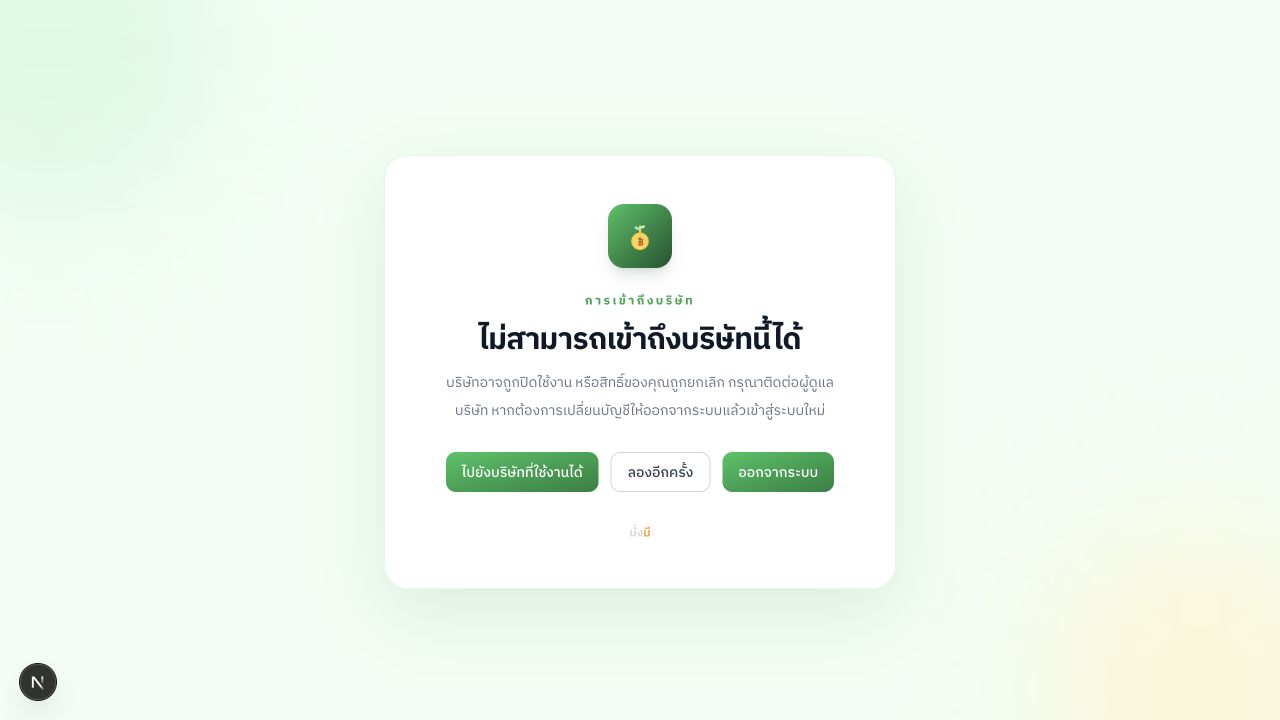 การเข้าถึงบริษัท
ไม่สามารถเข้าถึงบริษัทนี้ได้
บริษัทอาจถูกปิดใช้งาน หรือสิทธิ์ของคุณถูกยกเลิก กรุณาติดต่อผู้ดูแล
บริษัท หากต้องการเปลี่ยนบัญชีให้ออกจากระบบแล้วเข้าสู่ระบบใหม่
ไปยังบริษัทที่ใช้งานได้ ลองอีกครั้ง ออกจากระบบ
มั่งมี
N